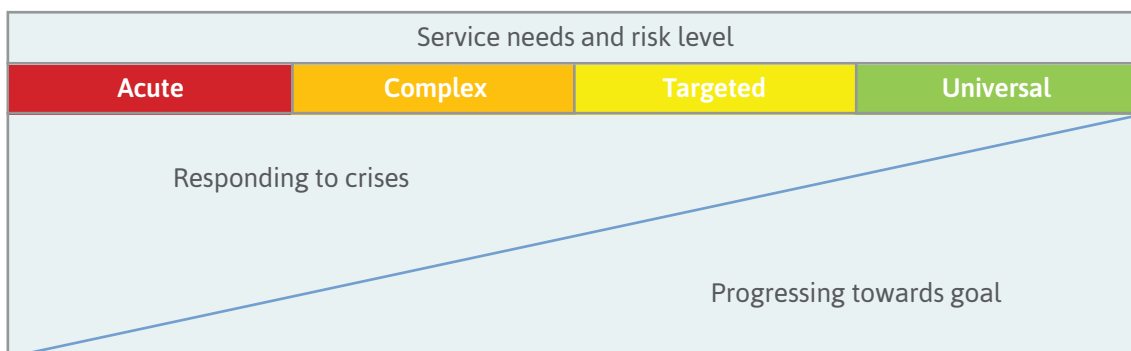 Service needs and risk level
Acute Complex Targeted Universal
Responding to crises
Progressing towards goal